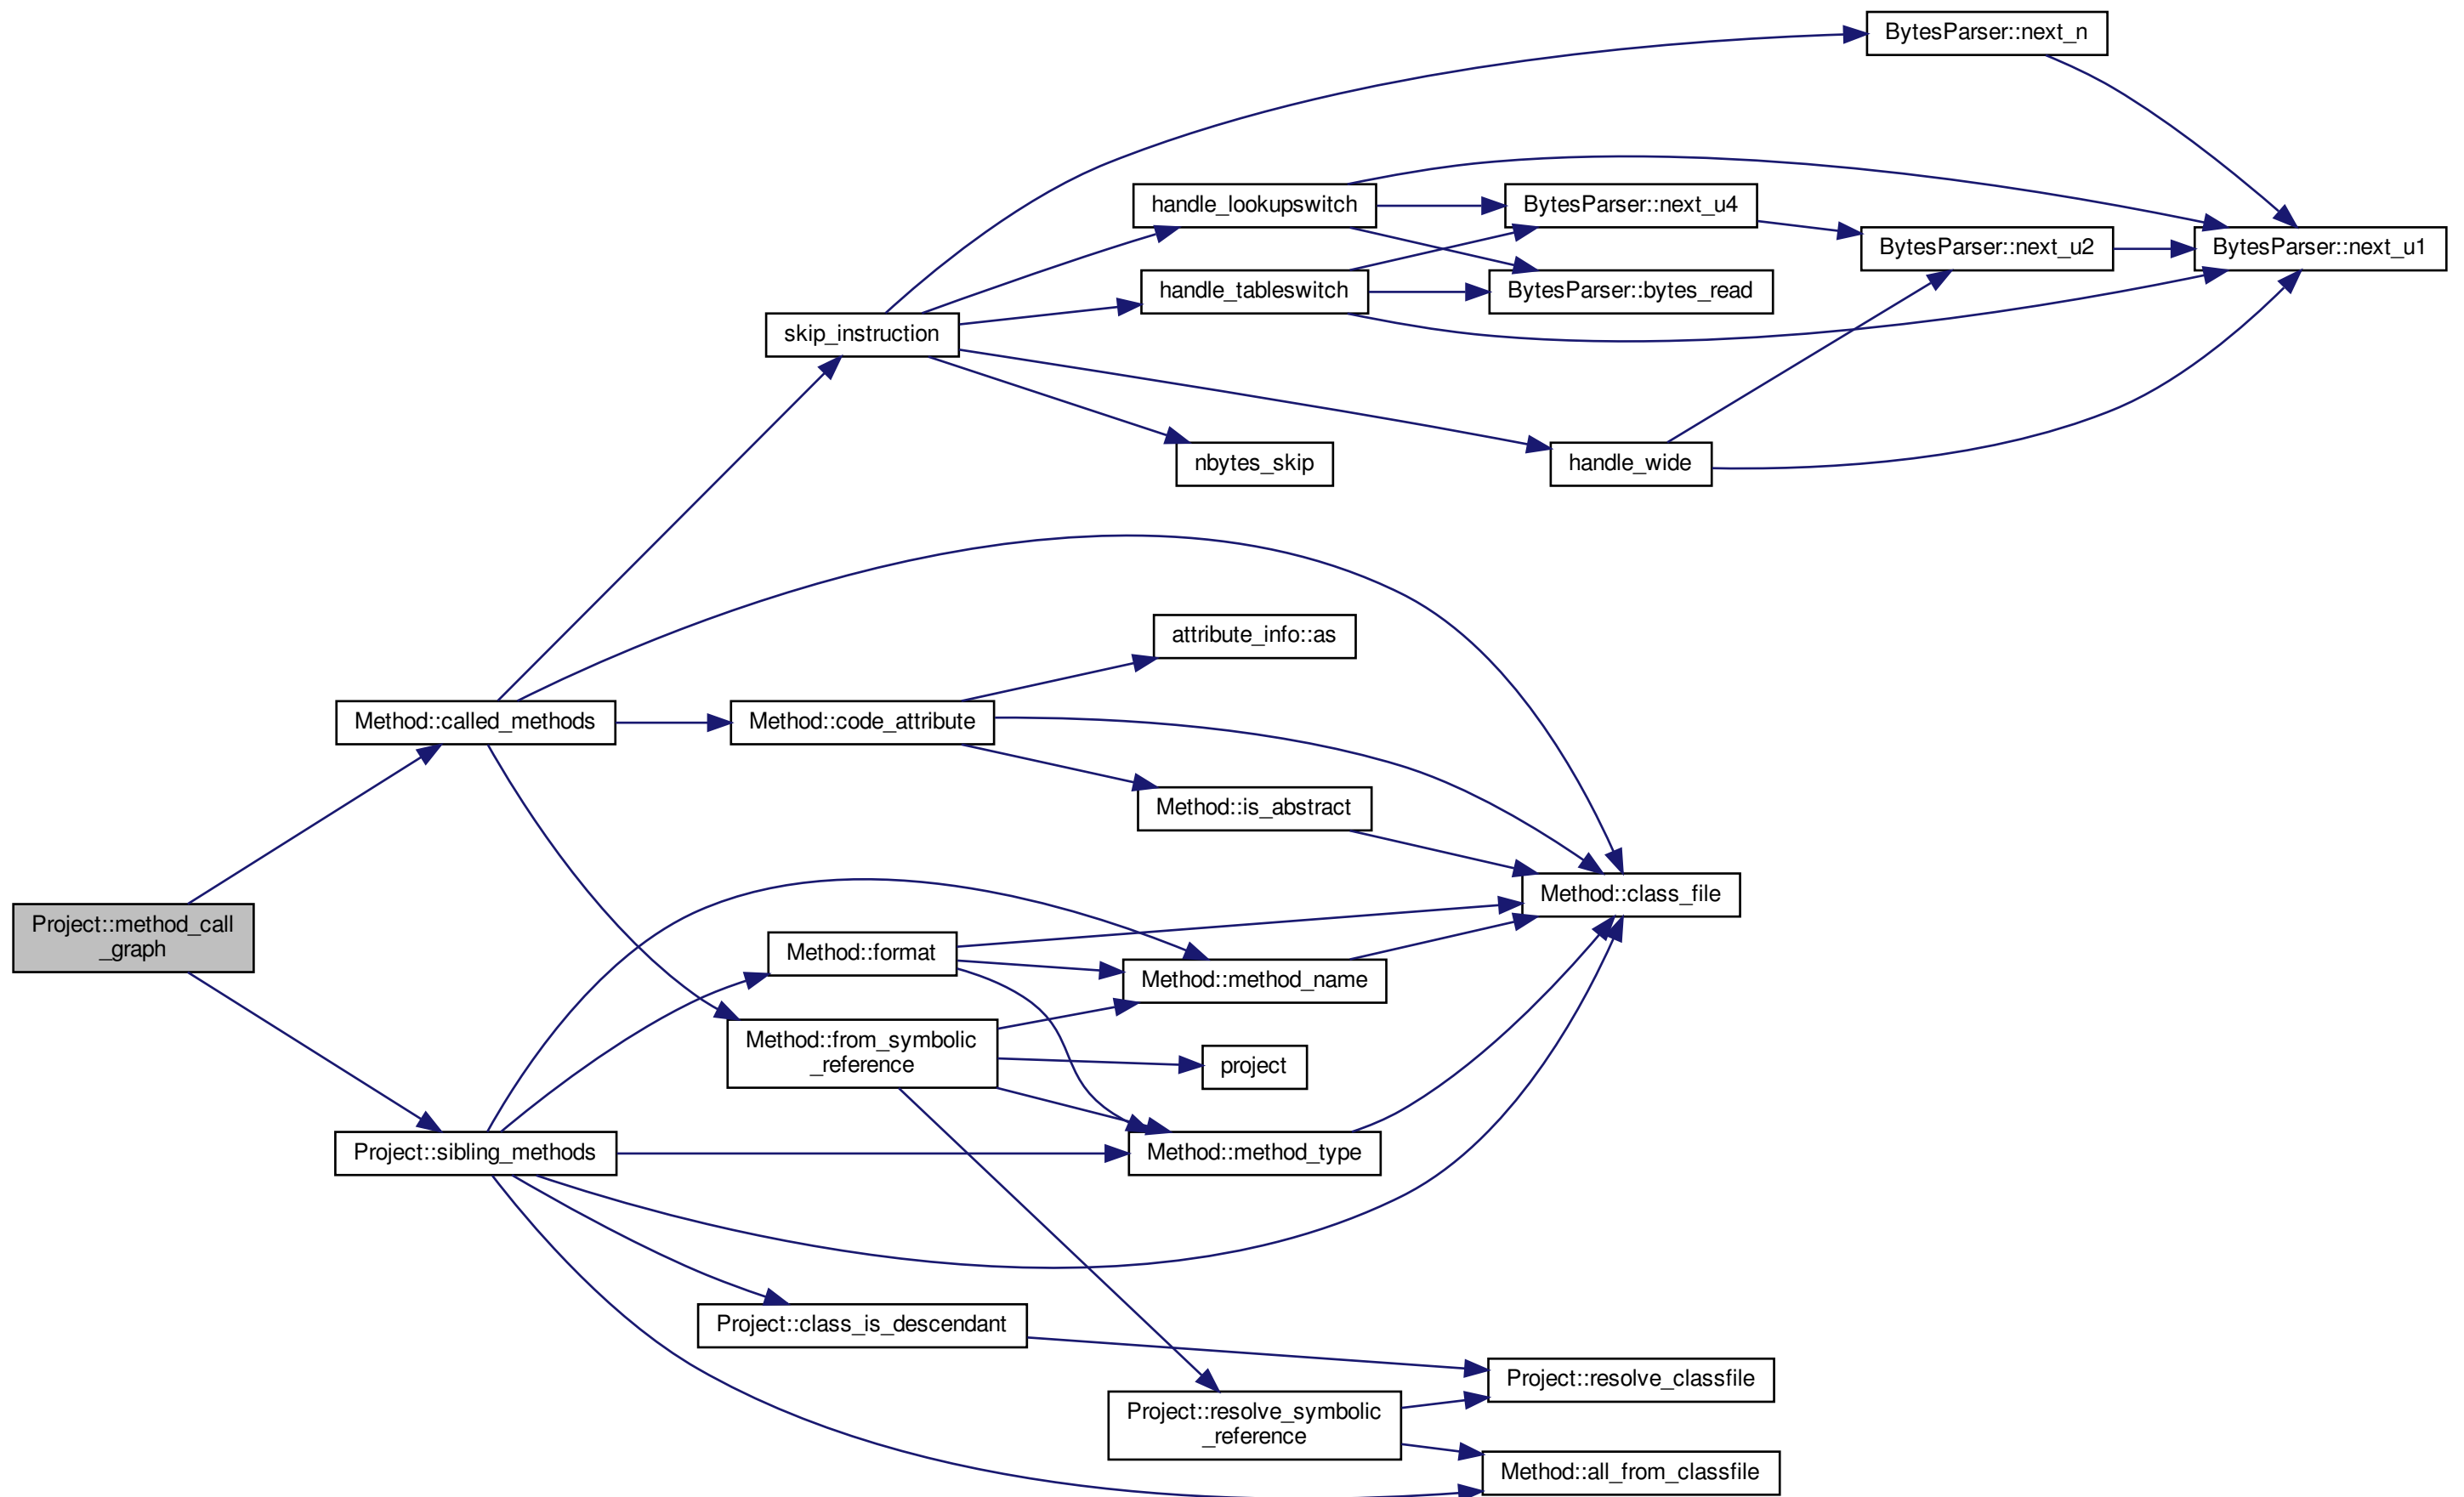 BytesParser::next_n
handle_lookupswitch
BytesParser::next_u4
BytesParser::next_u2
BytesParser::next_u1
handle_tableswitch
BytesParser::bytes_read
skip_instruction
nbytes_skip
handle_wide
attribute_info::as
Method::called_methods
Method::code_attribute
Method::is_abstract
Method::class_file
Project::method_call
_graph
Method::format
Method::method_name
Method::from_symbolic
_reference
project
Project::sibling_methods
Method::method_type
Project::class_is_descendant
Project::resolve_classfile
Project::resolve_symbolic
_reference
Method::all_from_classfile